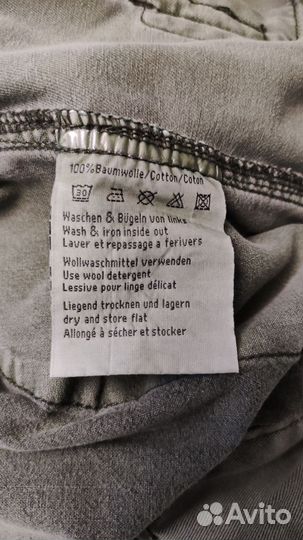 100%Baumwolle/Cotton/Coton
30
Waschen & Bügeln von links
Wash & iron inside out
Laver et repassage a ferivers
Wollwaschmittel verwenden
Use wool detergent
Lessive pour linge délicat
Liegend trocknen und lagern
dry and store flat
Allongé à sécher et stocker
Avito